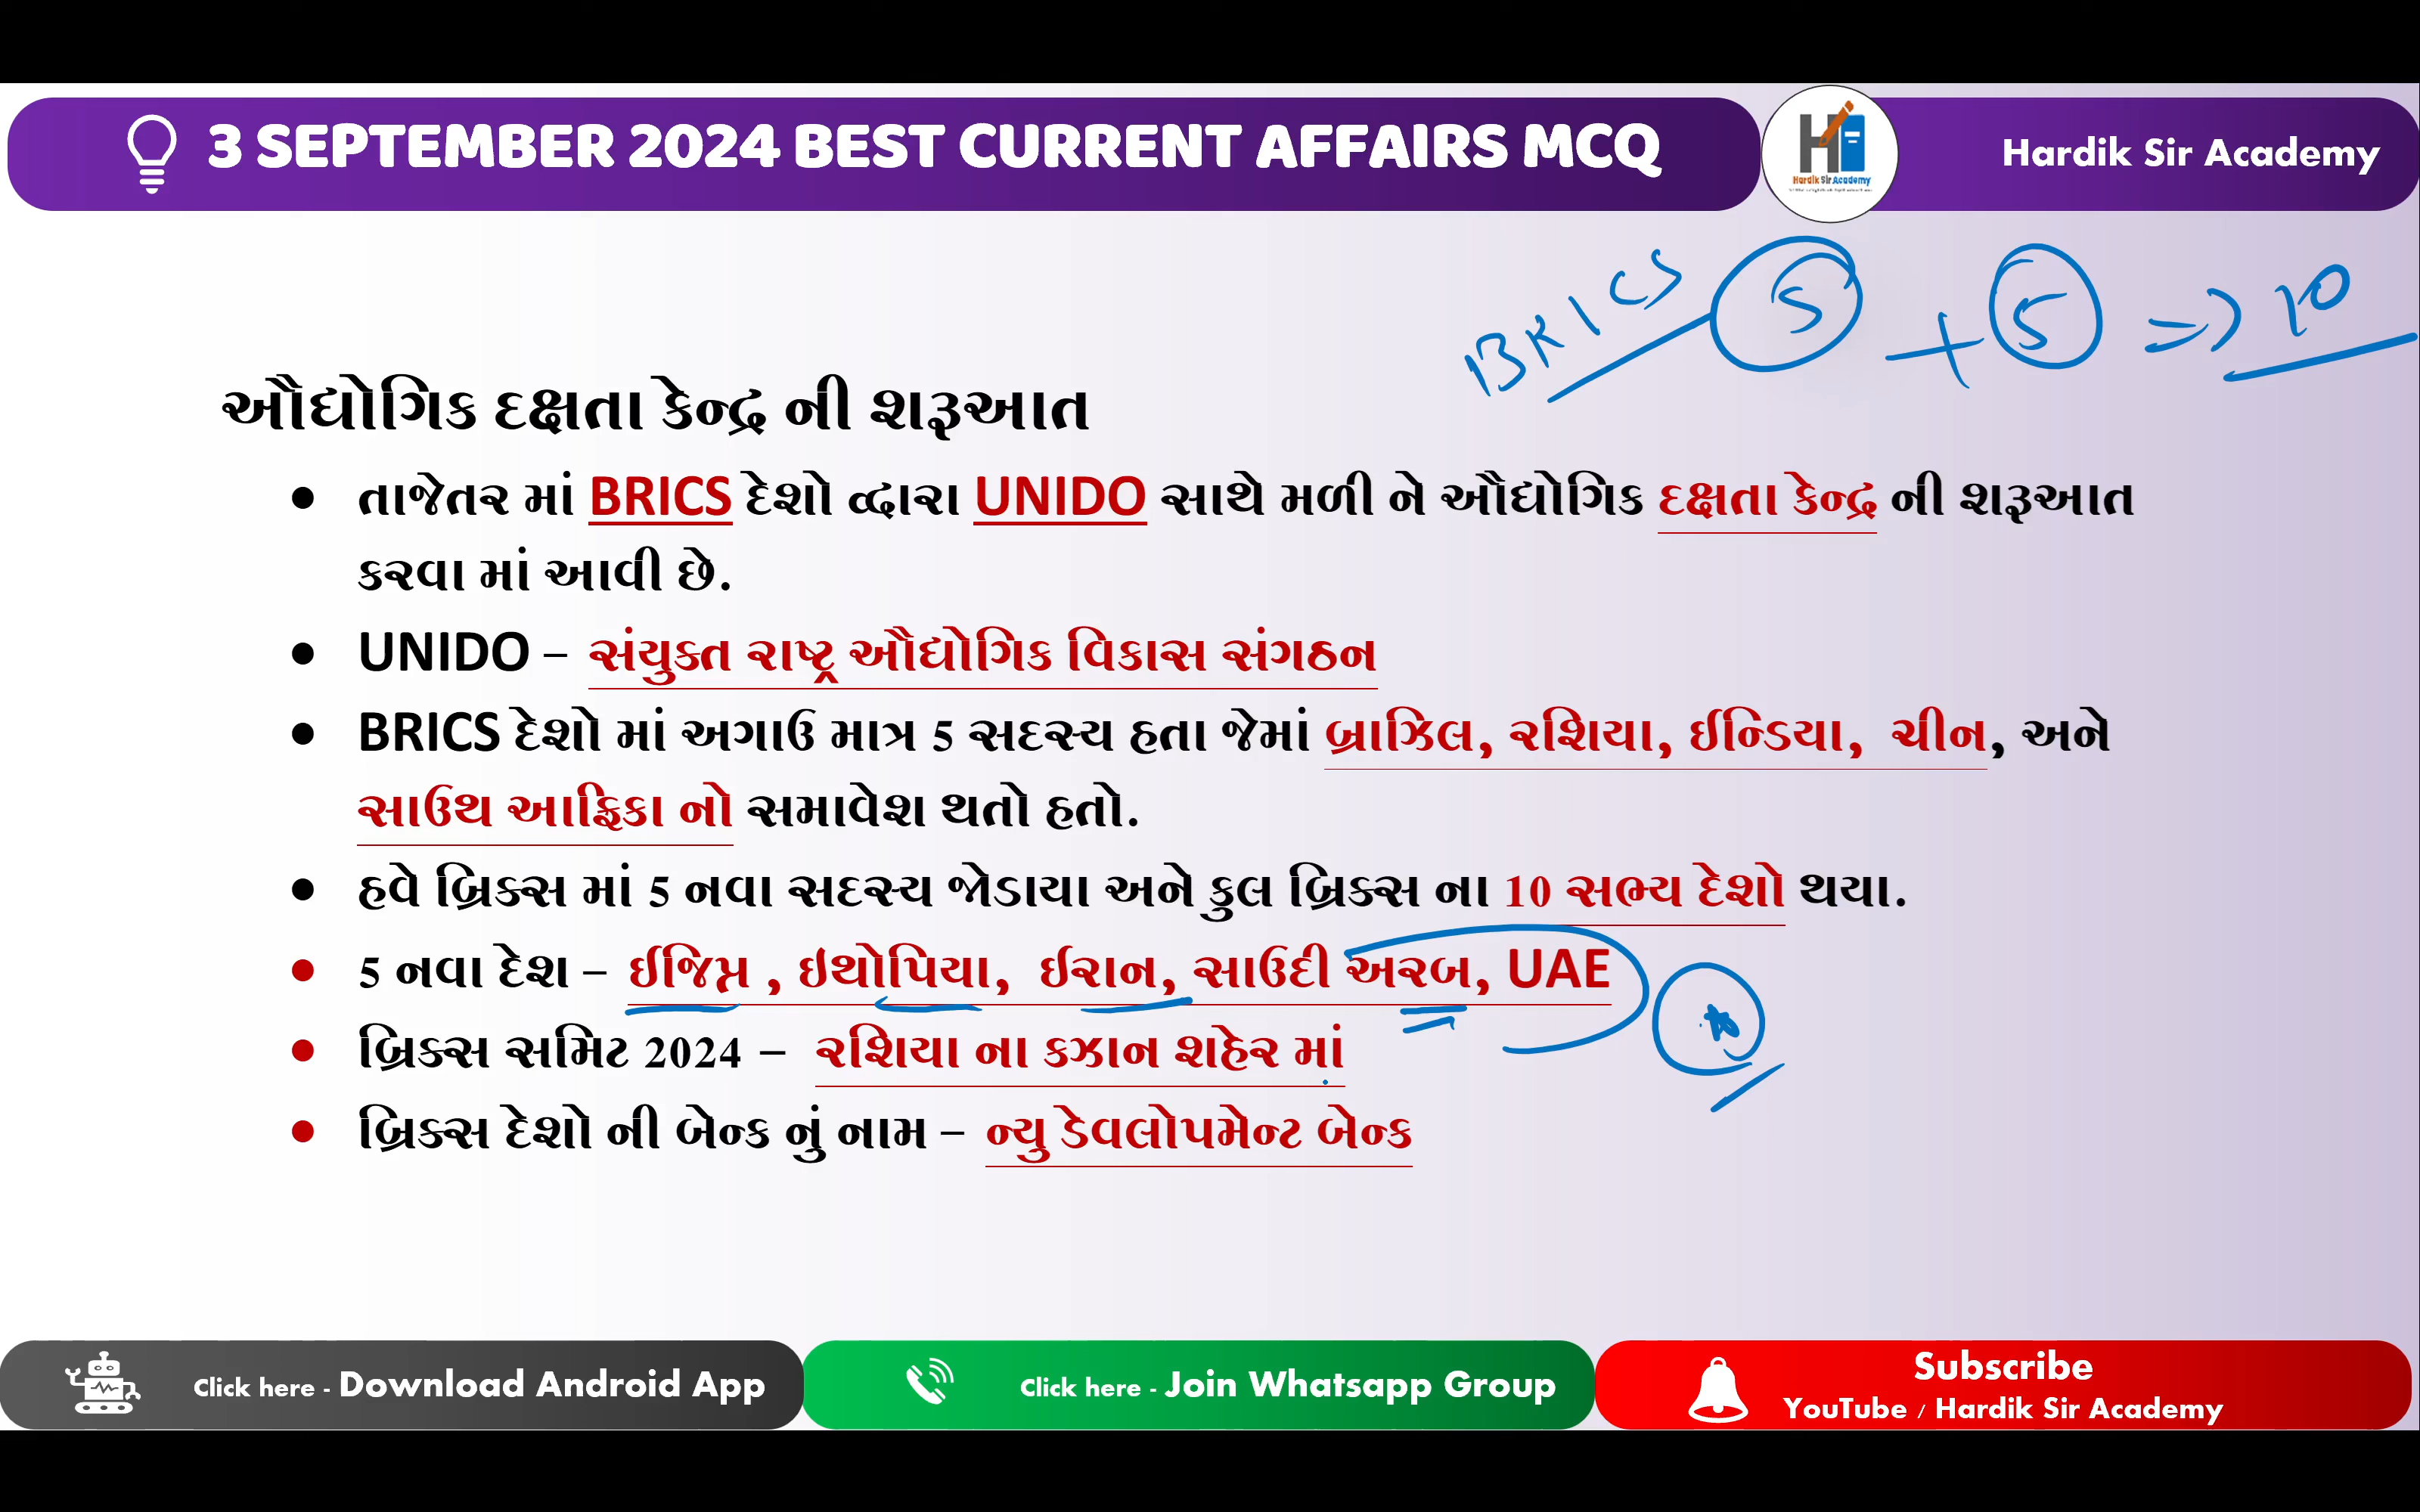 3 SEPTEMBER 2024 BEST CURRENT AFFAIRS MCQ
Hardik Sir Academy
Hardik Sir Academy
BRICS 5 + 5 => 10
ઔદ્યોગિક દક્ષતા કેન્દ્ર ની શરૂઆત
• તાજેતર માં BRICS દેશો દ્વારા UNIDO સાથે મળી ને ઔદ્યોગિક દક્ષતા કેન્દ્ર ની શરૂઆત
કરવા માં આવી છે.
• UNIDO – સંયુક્ત રાષ્ટ્ર ઔદ્યોગિક વિકાસ સંગઠન
• BRICS દેશો માં અગાઉ માત્ર 5 સદસ્ય હતા જેમાં બ્રાઝિલ, રશિયા, ઈન્ડિયા, ચીન, અને
સાઉથ આફ્રિકા નો સમાવેશ થતો હતો.
• હવે બ્રિક્સ માં 5 નવા સદસ્ય જોડાયા અને કુલ બ્રિક્સ ના 10 સભ્ય દેશો થયા.
• 5 નવા દેશ – ઈજિપ્ત , ઇથોપિયા, ઈરાન, સાઉદી અરબ, UAE
• બ્રિક્સ સમિટ 2024 – રશિયા ના કઝાન શહેર માં
• બ્રિક્સ દેશો ની બેન્ક નું નામ – ન્યુ ડેવલોપમેન્ટ બેન્ક
Click here - Download Android App
Click here - Join Whatsapp Group
Subscribe
YouTube / Hardik Sir Academy